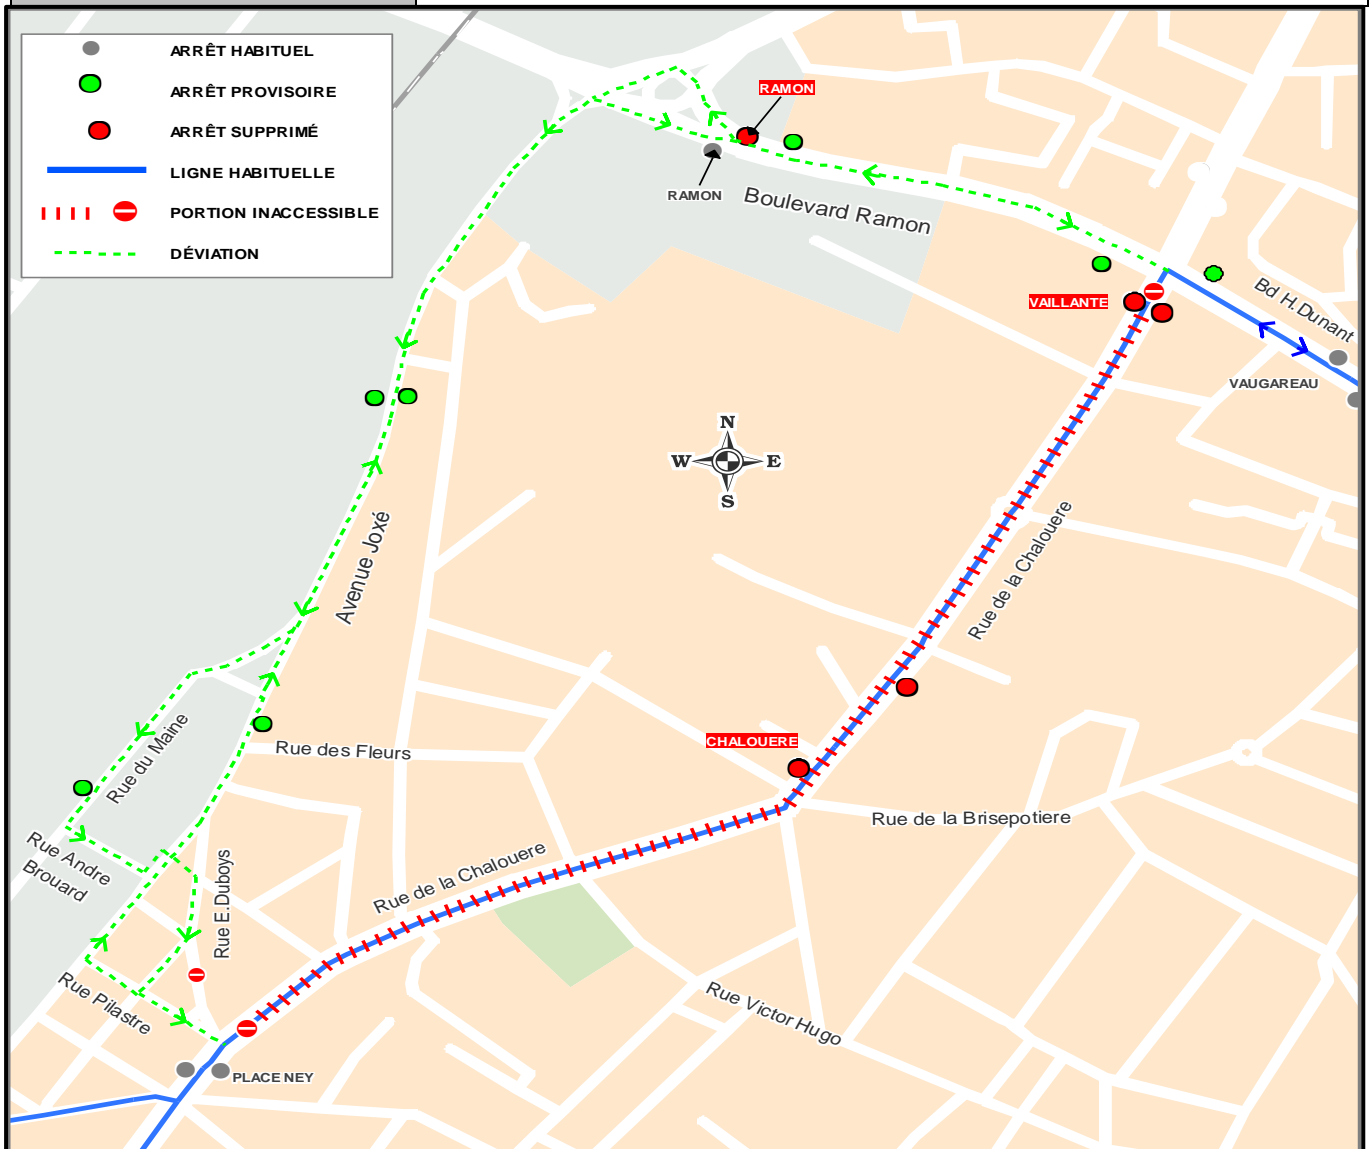 ARRÊT HABITUEL
ARRÊT PROVISOIRE
ARRÊT SUPPRIMÉ
LIGNE HABITUELLE
PORTION INACCESSIBLE
DÉVIATION
RAMON
RAMON
Boulevard Ramon
VAILLANTE
Bd H.Dunant
VAUGAREAU
N
W E
S
Avenue Joxé
Rue de la Chalouere
Rue du Maine
Rue des Fleurs
CHALOUERE
Rue de la Brisepotiere
Rue Andre
Brouard
Rue E.Duboys
Rue de la Chalouere
Rue Pilastre
Rue Victor Hugo
PLACE NEY